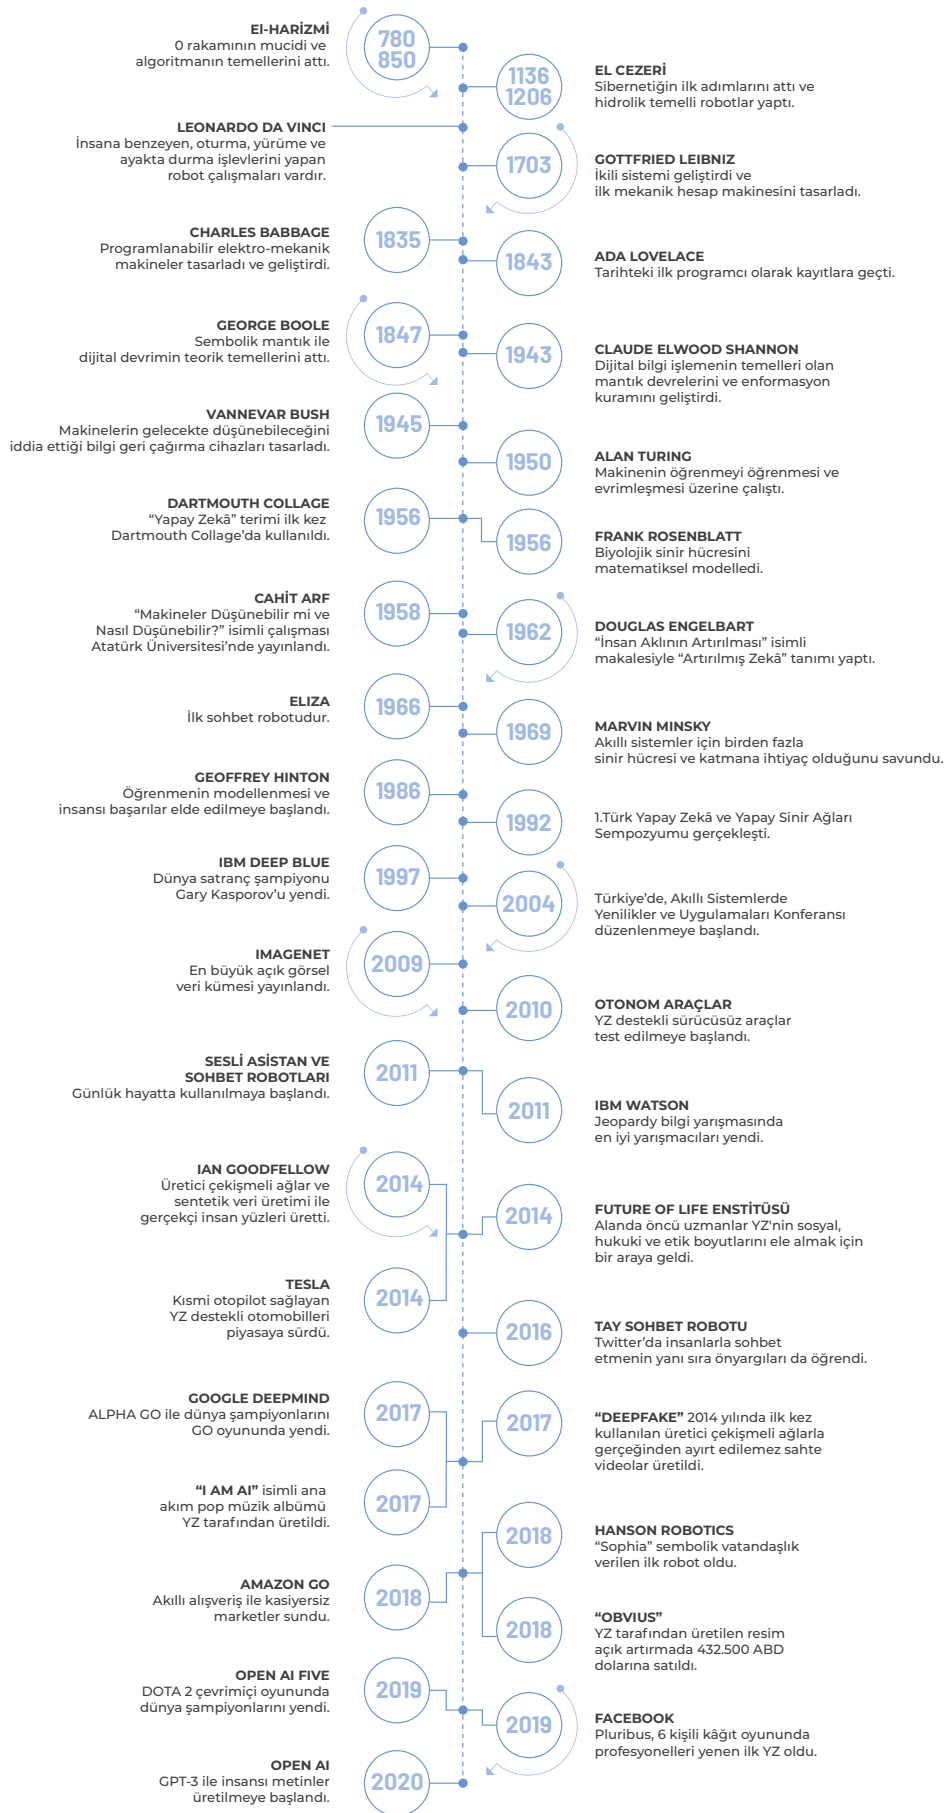 El-HARİZMİ
0 rakamının mucidi ve
algoritmanın temellerini attı.
780
850
1136
1206
EL CEZERİ
Sibernetiğin ilk adımlarını attı ve
hidrolik temelli robotlar yaptı.
LEONARDO DA VINCI
İnsana benzeyen, oturma, yürüme ve
ayakta durma işlevlerini yapan
robot çalışmaları vardır.
1703
GOTTFRIED LEIBNIZ
İkili sistemi geliştirdi ve
ilk mekanik hesap makinesini tasarladı.
CHARLES BABBAGE
Programlanabilir elektro-mekanik
makineler tasarladı ve geliştirdi.
1835
1843
ADA LOVELACE
Tarihteki ilk programcı olarak kayıtlara geçti.
GEORGE BOOLE
Sembolik mantık ile
dijital devrimin teorik temellerini attı.
1847
1943
CLAUDE ELWOOD SHANNON
Dijital bilgi işlemenin temelleri olan
mantık devrelerini ve enformasyon
kuramını geliştirdi.
VANNEVAR BUSH
Makinelerin gelecekte düşünebileceğini
iddia ettiği bilgi geri çağırma cihazları tasarladı.
1945
1950
ALAN TURING
Makinenin öğrenmeyi öğrenmesi ve
evrimleşmesi üzerine çalıştı.
DARTMOUTH COLLAGE
“Yapay Zekâ” terimi ilk kez
Dartmouth Collage’da kullanıldı.
1956
1956
FRANK ROSENBLATT
Biyolojik sinir hücresini
matematiksel modelledi.
CAHİT ARF
“Makineler Düşünebilir mi ve
Nasıl Düşünebilir?” isimli çalışması
Atatürk Üniversitesi’nde yayınlandı.
1958
1962
DOUGLAS ENGELBART
“İnsan Aklının Artırılması” isimli
makalesiyle “Artırılmış Zekâ” tanımı yaptı.
ELIZA
İlk sohbet robotudur.
1966
1969
MARVIN MINSKY
Akıllı sistemler için birden fazla
sinir hücresi ve katmana ihtiyaç olduğunu savundu.
GEOFFREY HINTON
Öğrenmenin modellenmesi ve
insansı başarılar elde edilmeye başlandı.
1986
1992
1.Türk Yapay Zekâ ve Yapay Sinir Ağları
Sempozyumu gerçekleşti.
IBM DEEP BLUE
Dünya satranç şampiyonu
Gary Kasporov’u yendi.
1997
2004
Türkiye’de, Akıllı Sistemlerde
Yenilikler ve Uygulamaları Konferansı
düzenlenmeye başlandı.
IMAGENET
En büyük açık görsel
veri kümesi yayınlandı.
2009
2010
OTONOM ARAÇLAR
YZ destekli sürücüsüz araçlar
test edilmeye başlandı.
SESLİ ASİSTAN VE
SOHBET ROBOTLARI
Günlük hayatta kullanılmaya başlandı.
2011
2011
IBM WATSON
Jeopardy bilgi yarışmasında
en iyi yarışmacıları yendi.
IAN GOODFELLOW
Üretici çekişmeli ağlar ve
sentetik veri üretimi ile
gerçekçi insan yüzleri üretti.
2014
2014
FUTURE OF LIFE ENSTİTÜSÜ
Alanda öncü uzmanlar YZ'nin sosyal,
hukuki ve etik boyutlarını ele almak için
bir araya geldi.
TESLA
Kısmi otopilot sağlayan
YZ destekli otomobilleri
piyasaya sürdü.
2014
2016
TAY SOHBET ROBOTU
Twitter’da insanlarla sohbet
etmenin yanı sıra önyargıları da öğrendi.
GOOGLE DEEPMIND
ALPHA GO ile dünya şampiyonlarını
GO oyununda yendi.
2017
2017
“DEEPFAKE” 2014 yılında ilk kez
kullanılan üretici çekişmeli ağlarla
gerçeğinden ayırt edilemez sahte
videolar üretildi.
“I AM AI” isimli ana
akım pop müzik albümü
YZ tarafından üretildi.
2017
2018
HANSON ROBOTICS
“Sophia” sembolik vatandaşlık
verilen ilk robot oldu.
AMAZON GO
Akıllı alışveriş ile kasiyersiz
marketler sundu.
2018
2018
“OBVIUS”
YZ tarafından üretilen resim
açık artırmada 432.500 ABD
dolarına satıldı.
OPEN AI FIVE
DOTA 2 çevrimiçi oyununda
dünya şampiyonlarını yendi.
2019
2019
FACEBOOK
Pluribus, 6 kişili kâğıt oyununda
profesyonelleri yenen ilk YZ oldu.
OPEN AI
GPT-3 ile insansı metinler
üretilmeye başlandı.
2020